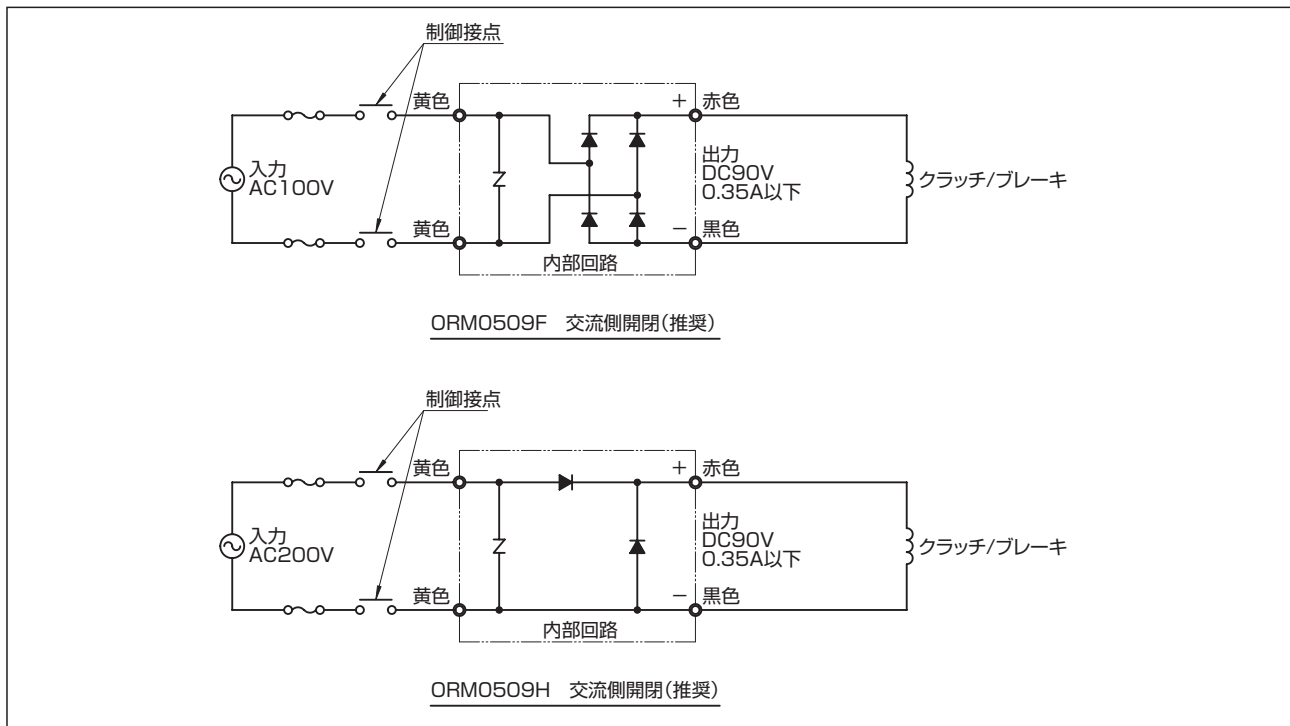 制御接点
黄色
+ 赤色
入力
AC100V
出力
DC90V
0.35A以下
クラッチ/ブレーキ
黄色
− 黒色
内部回路
ORM0509F 交流側開閉(推奨)
制御接点
黄色
+ 赤色
入力
AC200V
出力
DC90V
0.35A以下
クラッチ/ブレーキ
黄色
− 黒色
内部回路
ORM0509H 交流側開閉(推奨)